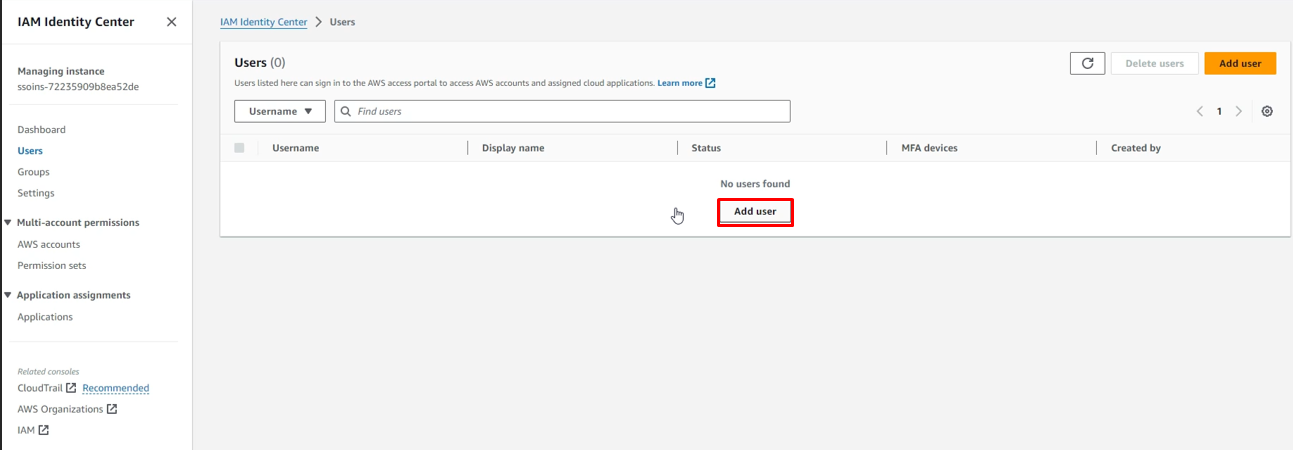 IAM Identity Center
Managing instance
ssoins-72235909b8ea52de
Dashboard
Users
Groups
Settings
Multi-account permissions
AWS accounts
Permission sets
Application assignments
Applications
Related consoles
CloudTrail Recommended
AWS Organizations
IAM
IAM Identity Center > Users
Users (0)
Delete users Add user
Users listed here can sign in to the AWS access portal to access AWS accounts and assigned cloud applications. Learn more
Username Find users 1
Username Display name Status MFA devices Created by
No users found
Add user